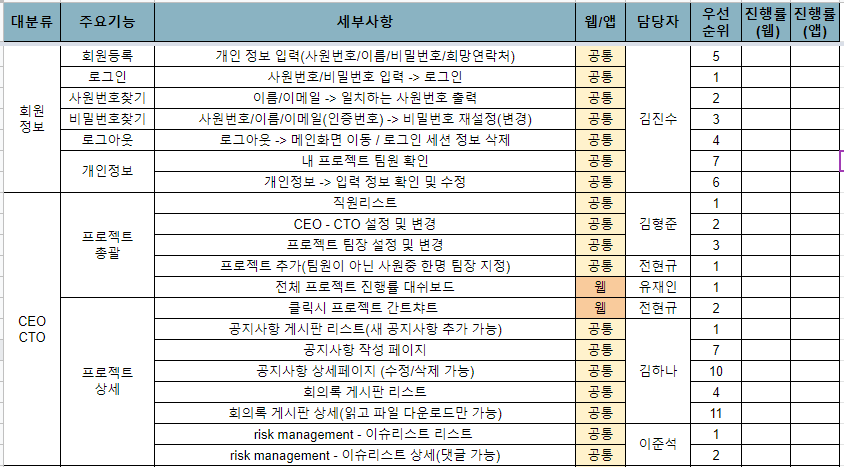 대분류 주요기능 세부사항 웹/앱 담당자 우선 순위 진행률 (웹) 진행률 (앱)
회원 정보 회원등록 개인 정보 입력(사원번호/이름/비밀번호/희망연락처) 공통 김진수 5
로그인 사원번호/비밀번호 입력 -> 로그인 공통 1
사원번호찾기 이름/이메일 -> 일치하는 사원번호 출력 공통 2
비밀번호찾기 사원번호/이름/이메일(인증번호) -> 비밀번호 재설정(변경) 공통 3
로그아웃 로그아웃 -> 메인화면 이동 / 로그인 세션 정보 삭제 공통 4
개인정보 내 프로젝트 팀원 확인 공통 7
개인정보 -> 입력 정보 확인 및 수정 공통 6
CEO CTO 프로젝트 총괄 직원리스트 공통 김형준 1
CEO - CTO 설정 및 변경 공통 2
프로젝트 팀장 설정 및 변경 공통 3
프로젝트 추가(팀원이 아닌 사원중 한명 팀장 지정) 공통 전현규 1
전체 프로젝트 진행률 대쉬보드 웹 유재인 1
프로젝트 상세 클릭시 프로젝트 간트챠트 웹 전현규 2
공지사항 게시판 리스트(새 공지사항 추가 가능) 공통 김하나 1
공지사항 작성 페이지 공통 7
공지사항 상세페이지 (수정/삭제 가능) 공통 10
회의록 게시판 리스트 공통 4
회의록 게시판 상세(읽고 파일 다운로드만 가능) 공통 11
risk management - 이슈리스트 리스트 공통 이준석 1
risk management - 이슈리스트 상세(댓글 가능) 공통 2